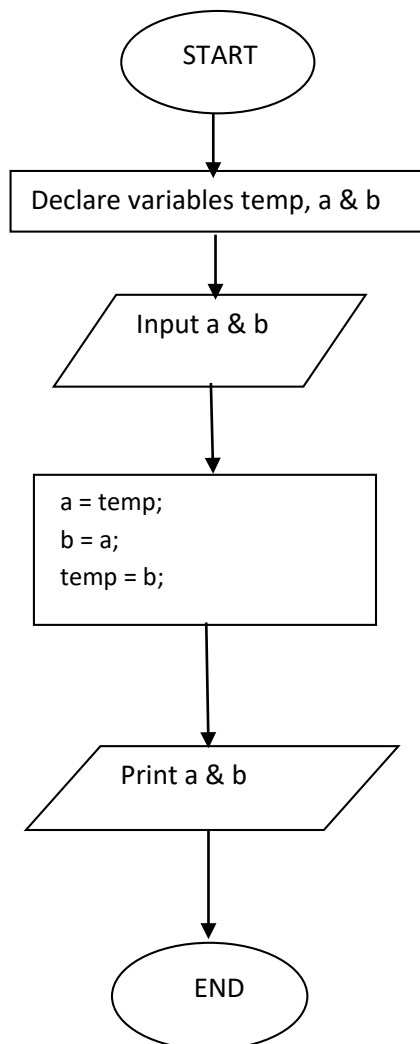 START
Declare variables temp, a & b
Input a & b
a = temp;
b = a;
temp = b;
Print a & b
END